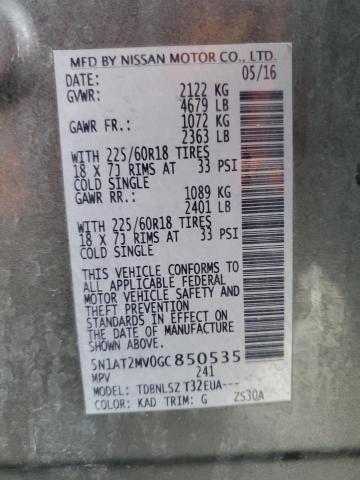 MFD BY NISSAN MOTOR CO., LTD.
DATE: 05/16
GVWR: 2122 KG
4679 LB
GAWR FR.: 1072 KG
2363 LB
WITH 225/60R18 TIRES
18 X 7J RIMS AT 33 PSI
COLD SINGLE
GAWR RR.: 1089 KG
2401 LB
WITH 225/60R18 TIRES
18 X 7J RIMS AT 33 PSI
COLD SINGLE
THIS VEHICLE CONFORMS TO
ALL APPLICABLE FEDERAL
MOTOR VEHICLE SAFETY AND
THEFT PREVENTION
STANDARDS IN EFFECT ON THE
DATE OF MANUFACTURE
SHOWN ABOVE.
5N1AT2MV0GC850535
MPV 241
MODEL: TDBNLSZ T32EUA---
COLOR: KAD TRIM: G ZS30A